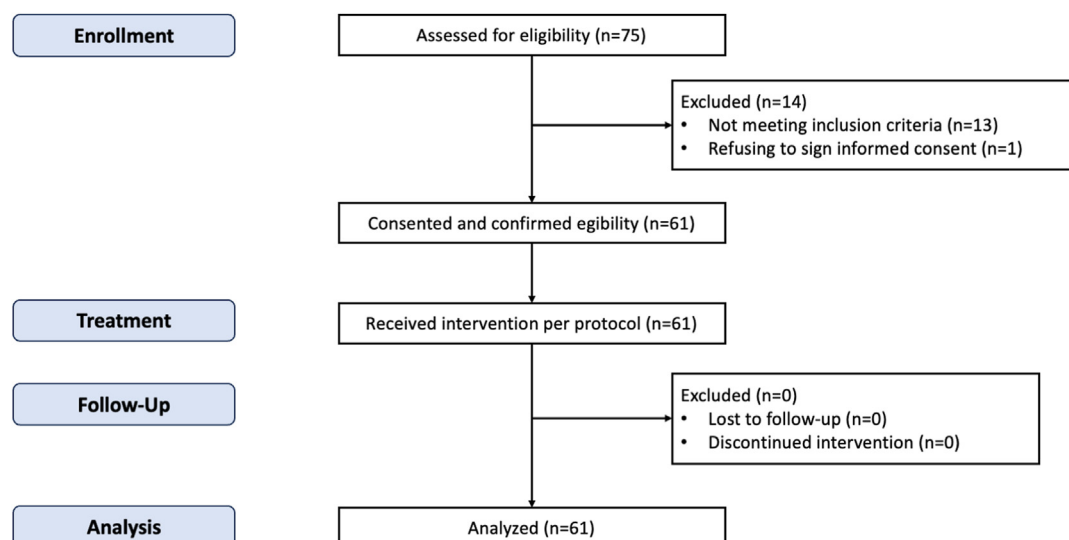 Enrollment
Assessed for eligibility (n=75)
Excluded (n=14)
• Not meeting inclusion criteria (n=13)
• Refusing to sign informed consent (n=1)
Consented and confirmed egibility (n=61)
Treatment
Received intervention per protocol (n=61)
Follow-Up
Excluded (n=0)
• Lost to follow-up (n=0)
• Discontinued intervention (n=0)
Analysis
Analyzed (n=61)